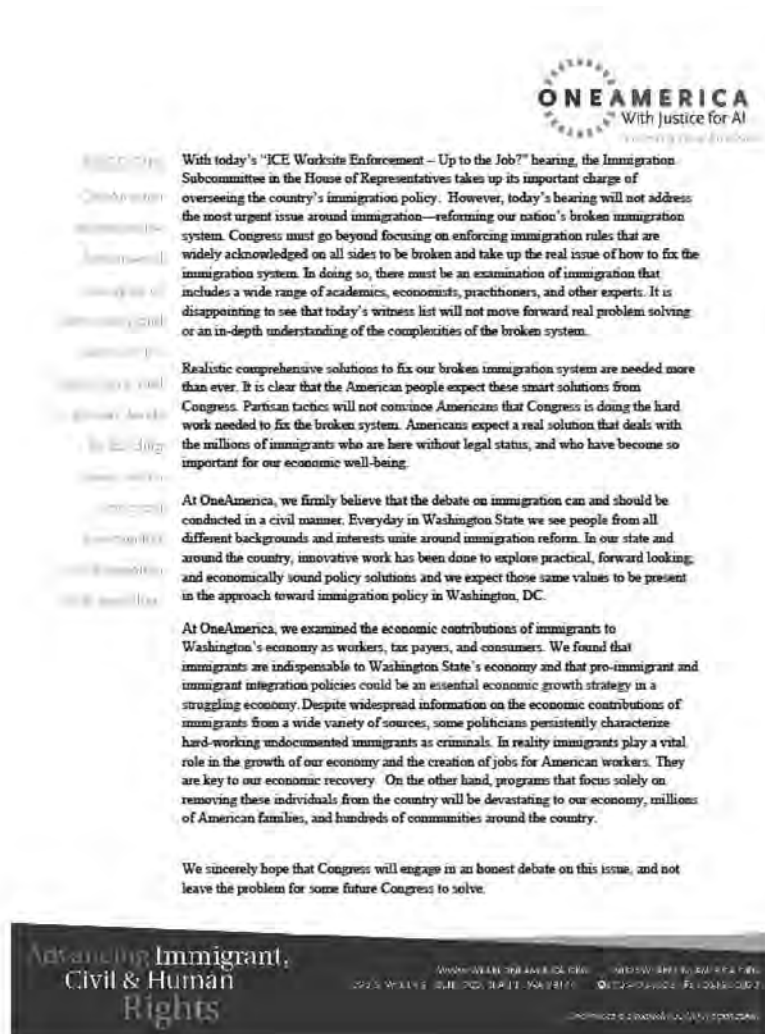 ONEAMERICA
With Justice for Al
With today's "ICE Worksite Enforcement – Up to the Job?" hearing, the Immigration
Subcommittee in the House of Representatives takes up its important charge of
overseeing the country's immigration policy. However, today's hearing will not address
the most urgent issue around immigration—reforming our nation's broken immigration
system. Congress must go beyond focusing on enforcing immigration rules that are
widely acknowledged on all sides to be broken and take up the real issue of how to fix the
immigration system. In doing so, there must be an examination of immigration that
includes a wide range of academics, economists, practitioners, and other experts. It is
disappointing to see that today's witness list will not move forward real problem solving
or an in-depth understanding of the complexities of the broken system.
Realistic comprehensive solutions to fix our broken immigration system are needed more
than ever. It is clear that the American people expect these smart solutions from
Congress. Partisan tactics will not convince Americans that Congress is doing the hard
work needed to fix the broken system. Americans expect a real solution that deals with
the millions of immigrants who are here without legal status, and who have become so
important for our economic well-being.
At OneAmerica, we firmly believe that the debate on immigration can and should be
conducted in a civil manner. Everyday in Washington State we see people from all
different backgrounds and interests unite around immigration reform. In our state and
around the country, innovative work has been done to explore practical, forward looking,
and economically sound policy solutions and we expect those same values to be present
in the approach toward immigration policy in Washington, DC.
At OneAmerica, we examined the economic contributions of immigrants to
Washington's economy as workers, tax payers, and consumers. We found that
immigrants are indispensable to Washington State's economy and that pro-immigrant and
immigrant integration policies could be an essential economic growth strategy in a
struggling economy. Despite widespread information on the economic contributions of
immigrants from a wide variety of sources, some politicians persistently characterize
hard-working undocumented immigrants as criminals. In reality immigrants play a vital
role in the growth of our economy and the creation of jobs for American workers. They
are key to our economic recovery. On the other hand, programs that focus solely on
removing these individuals from the country will be devastating to our economy, millions
of American families, and hundreds of communities around the country.
We sincerely hope that Congress will engage in an honest debate on this issue, and not
leave the problem for some future Congress to solve.
Advancing Immigrant,
Civil & Human
Rights